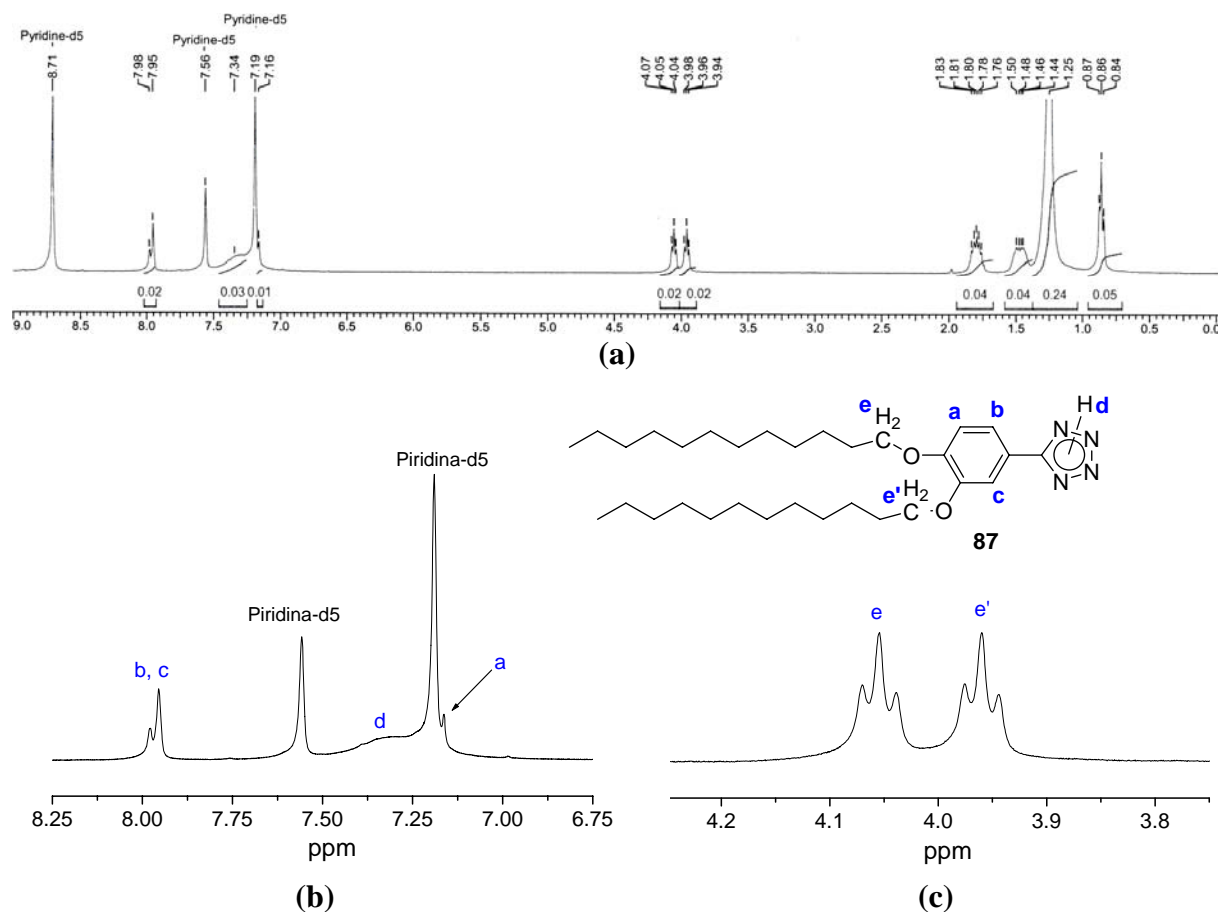 Pyridine-d5
Pyridine-d5
Pyridine-d5
8.71
7.98
7.95
7.56
7.34
7.19
7.16
4.07
4.05
4.04
3.98
3.96
3.94
1.83
1.81
1.80
1.78
1.76
1.50
1.48
1.46
1.44
1.25
0.87
0.86
0.84
0.02 0.03 0.01 0.02 0.02 0.04 0.04 0.24 0.05
9.0 8.5 8.0 7.5 7.0 6.5 6.0 5.5 5.0 4.5 4.0 3.5 3.0 2.5 2.0 1.5 1.0 0.5 0.0
(a)
Piridina-d5
Piridina-d5
b, c
d
a
8.25 8.00 7.75 7.50 7.25 7.00 6.75
ppm
(b)
e H2 a b H d
O N N N N
e' H2 c
O
C
C
87
e e'
4.2 4.1 4.0 3.9 3.8
ppm
(c)